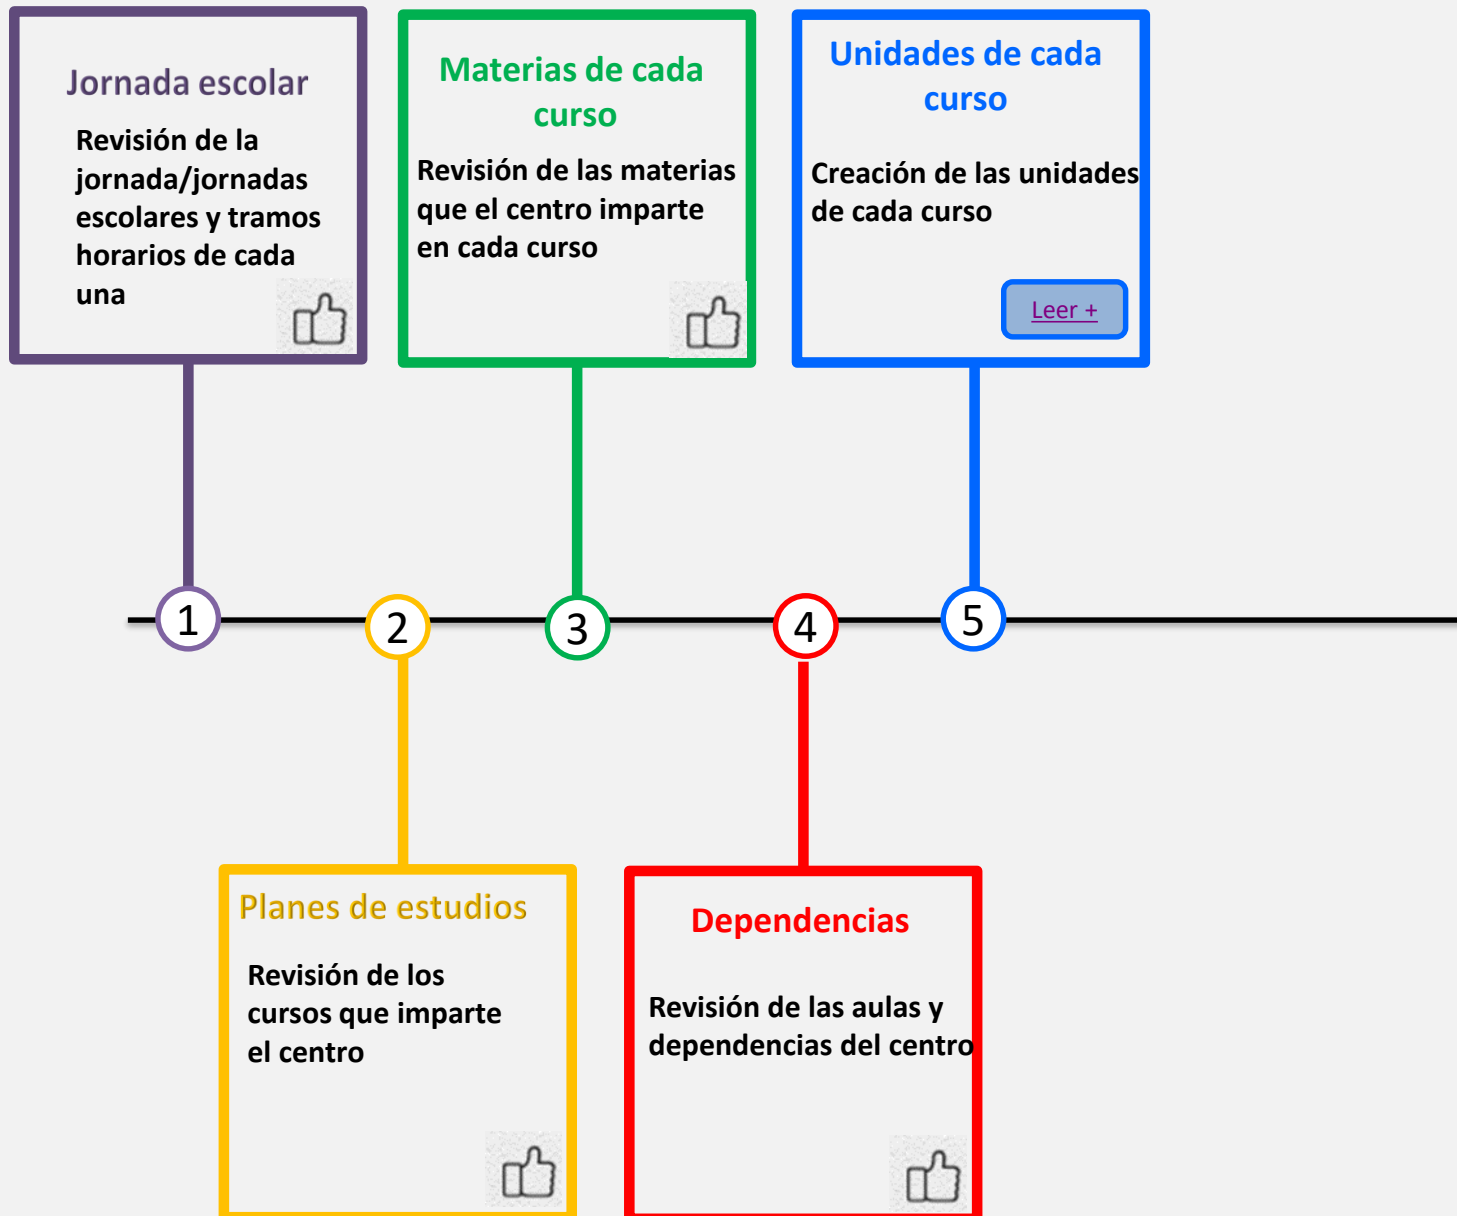 Jornada escolar
Revisión de la
jornada/jornadas
escolares y tramos
horarios de cada
una
Materias de cada
curso
Revisión de las materias
que el centro imparte
en cada curso
Unidades de cada
curso
Creación de las unidades
de cada curso
Leer +
1
2
3
4
5
Planes de estudios
Revisión de los
cursos que imparte
el centro
Dependencias
Revisión de las aulas y
dependencias del centro